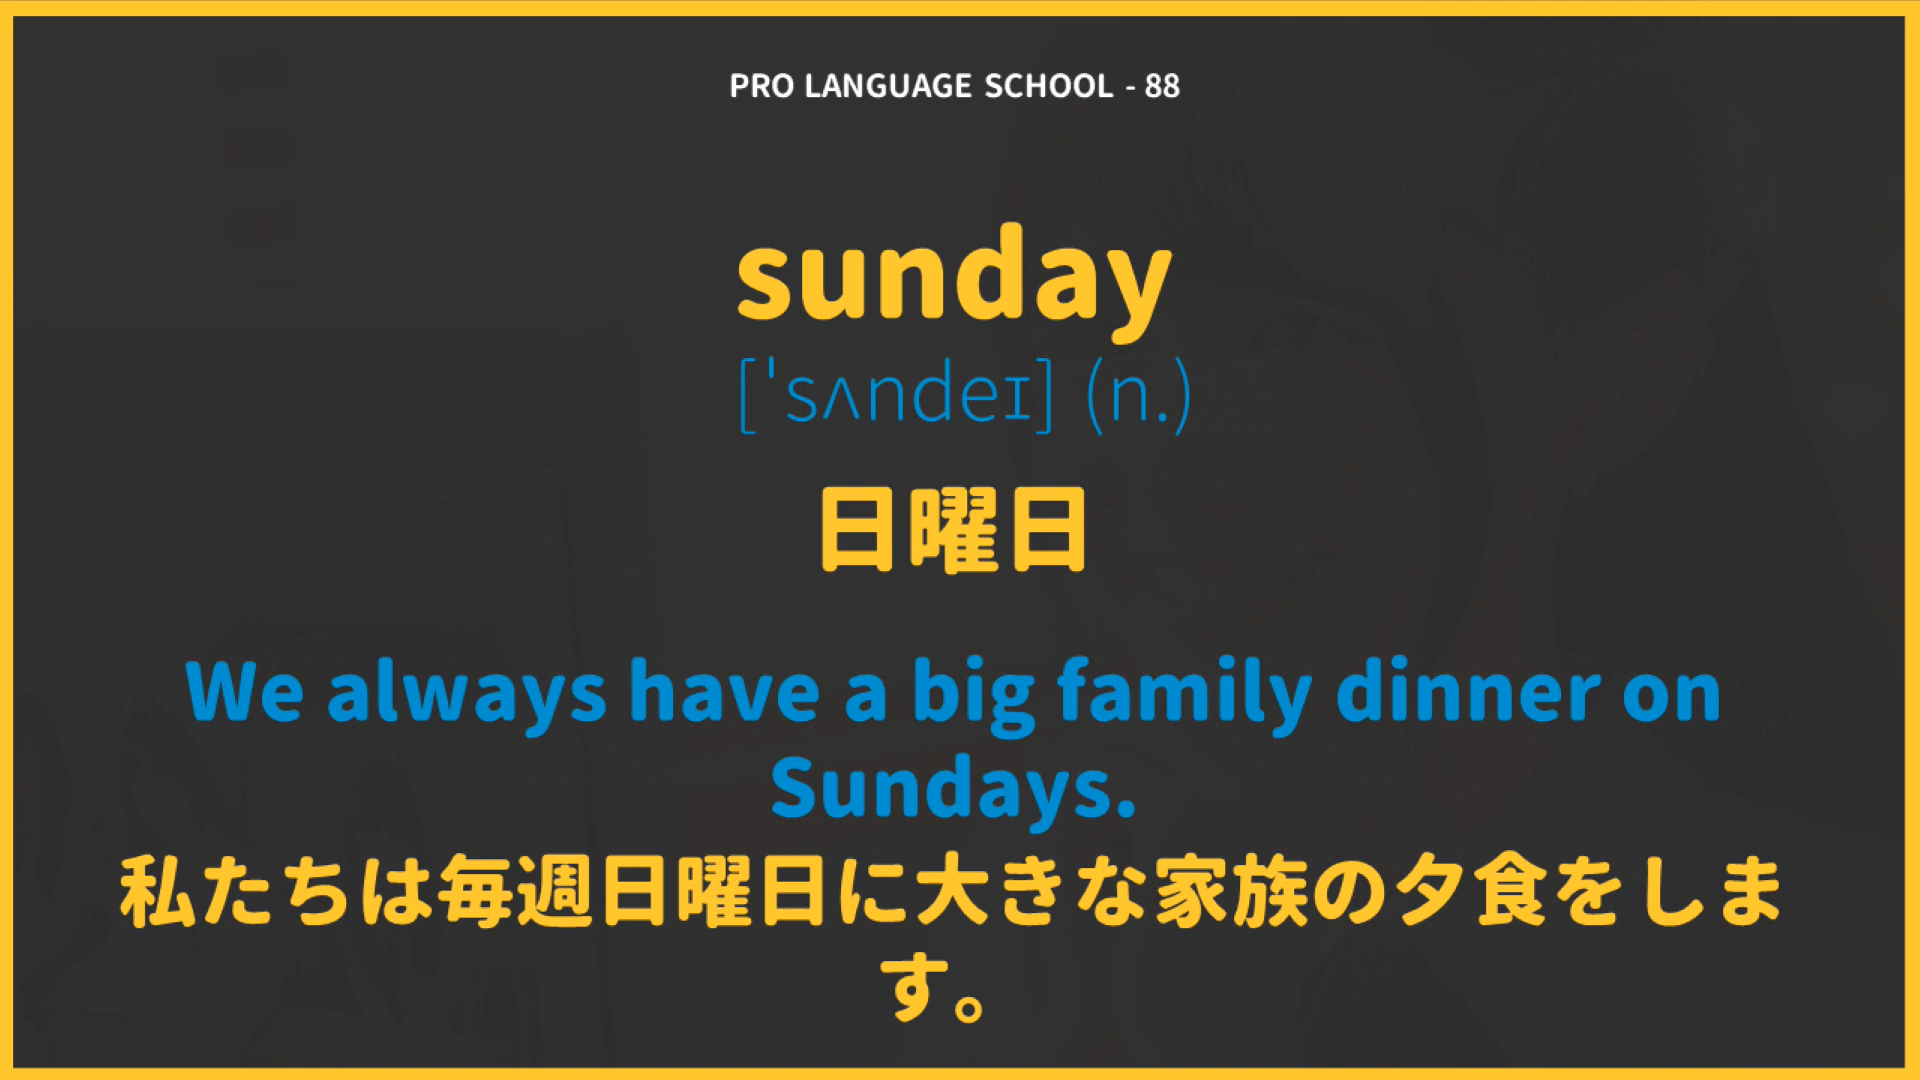 PRO LANGUAGE SCHOOL - 88
sunday
[ˈsʌndeɪ] (n.)
日曜日
We always have a big family dinner on
Sundays.
私たちは毎週日曜日に大きな家族の夕食をしま
す。